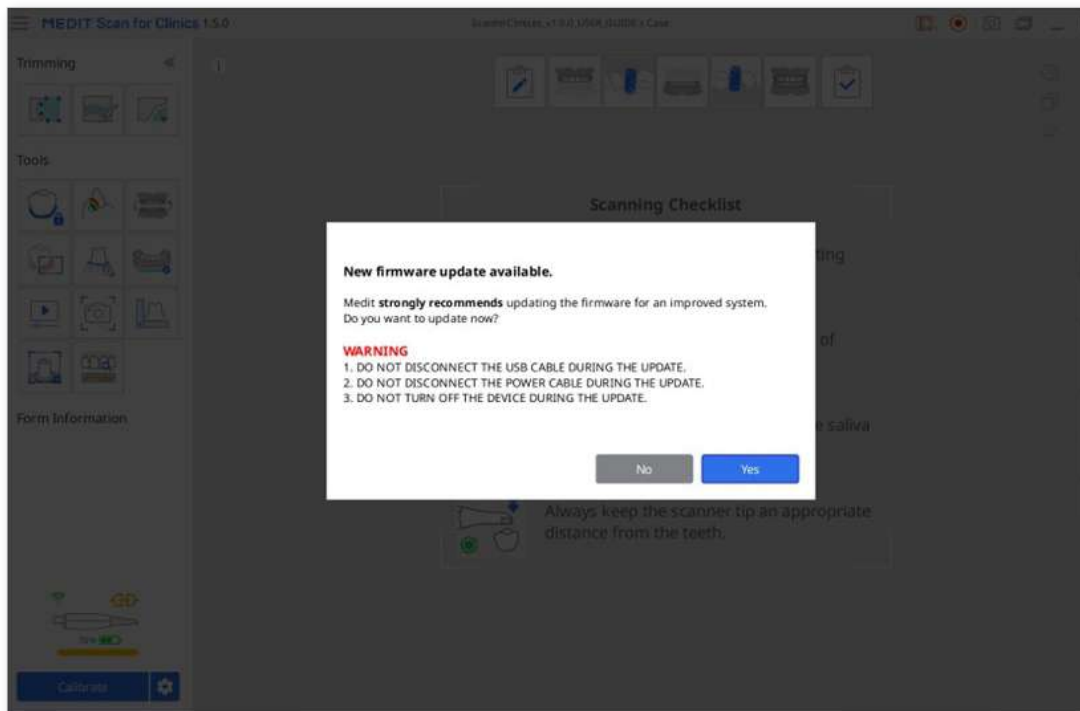 MEDIT Scan for Clinics 1.5.0
Trimming
Tools
Form Information
Calibrate
Scanning Checklist
ting
of
e saliva
Always keep the scanner tip an appropriate
distance from the teeth.
New firmware update available.
Medit strongly recommends updating the firmware for an improved system.
Do you want to update now?
WARNING
1. DO NOT DISCONNECT THE USB CABLE DURING THE UPDATE.
2. DO NOT DISCONNECT THE POWER CABLE DURING THE UPDATE.
3. DO NOT TURN OFF THE DEVICE DURING THE UPDATE.
No
Yes